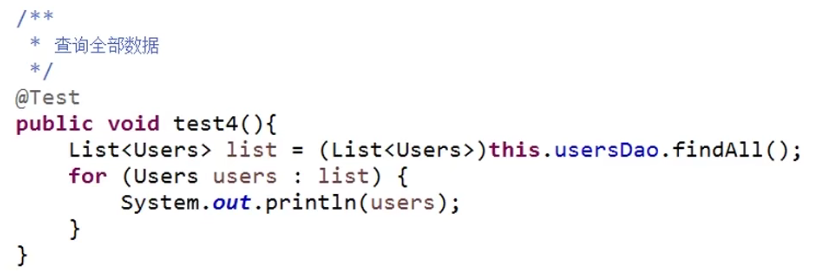 /**
 * 查询全部数据
 */
@Test
public void test4(){
    List<Users> list = (List<Users>)this.usersDao.findAll();
    for (Users users : list) {
        System.out.println(users);
    }
}